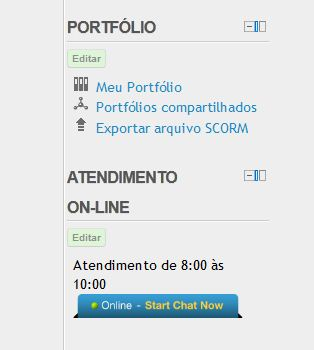 PORTFÓLIO
Editar
Meu Portfólio
Portfólios compartilhados
Exportar arquivo SCORM
ATENDIMENTO
ON-LINE
Editar
Atendimento de 8:00 às
10:00
Online - Start Chat Now